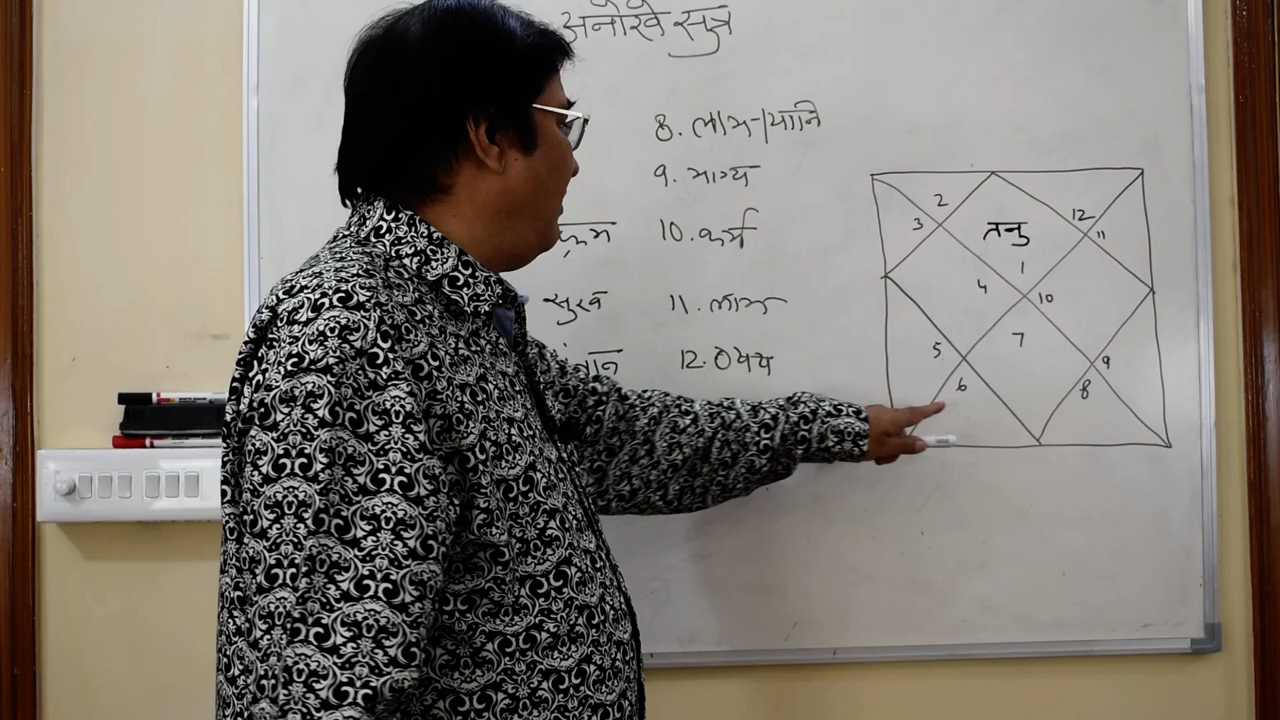 अनोखे सुत्र
8. लाभ-हानि
9. भाग्य
10. कर्म
सुख
11. लाभ
12. व्यय
तनु
2
3
12
11
1
4
10
7
5
6
9
8